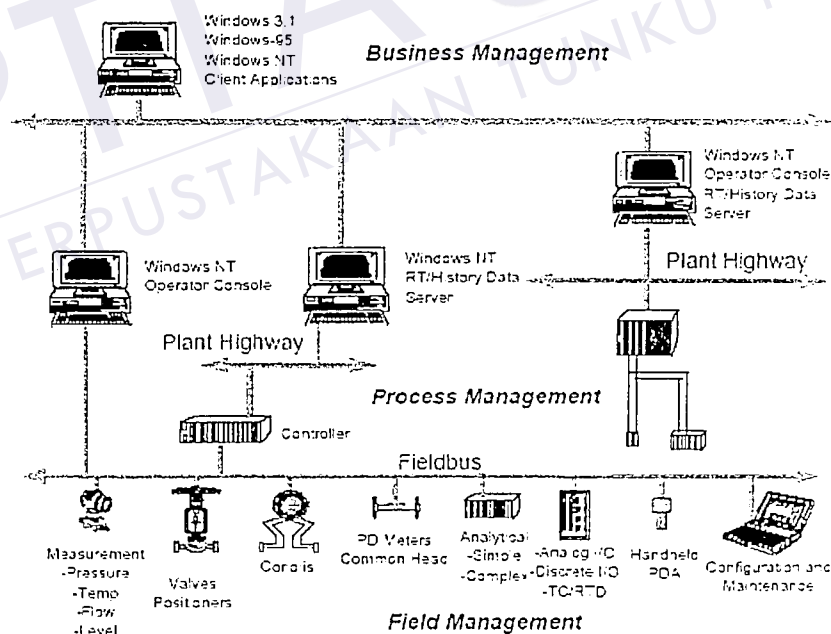 Windows 3.1
Windows-95
Windows NT
Client Applications
Business Management
Windows NT
Operator Console
RT/History Data
Server
Windows NT
Operator Console
Windows NT
RT/History Data
Server
Plant Highway
Plant Highway
Process Management
Controller
Fieldbus
Measurement
-Pressure
-Temp
-Flow
-Level
Valves
Positioners
Coriolis
PD Meters
Common Head
Analytical
-Simple
-Complex
-Analog I/O
-Discrete I/O
-TC/RTD
Handheld
PDA
Configuration and
Maintenance
Field Management
PTTA
ERPUSTAKAAN TUNKU T